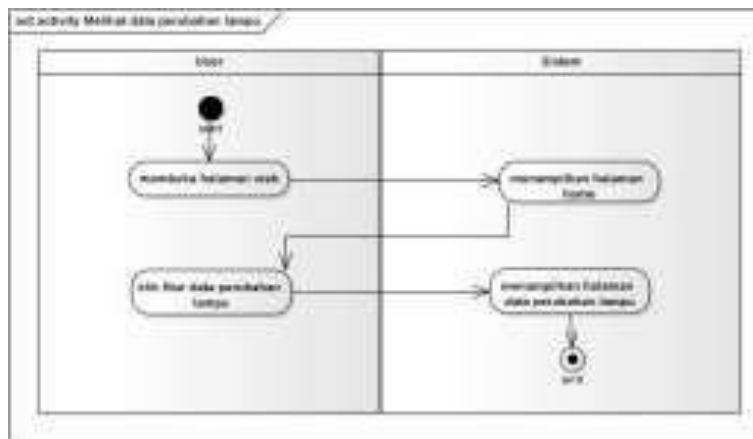 act activity Melihat data perubahan lampu
User
Sistem
start
membuka halaman web
menampilkan halaman
home
klik fitur data perubahan
lampu
menampilkan halaman
data perubahan lampu